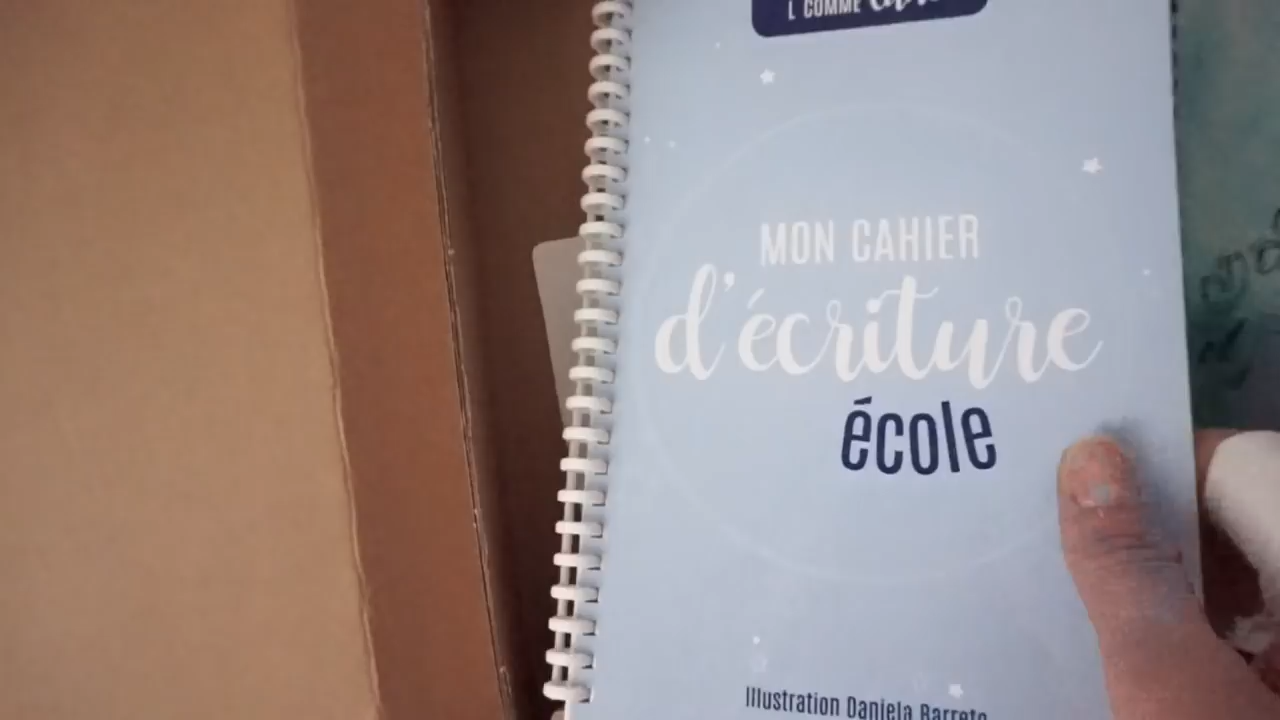 L COMME
MON CAHIER
d'écriture
école
Illustration Daniela Barreto